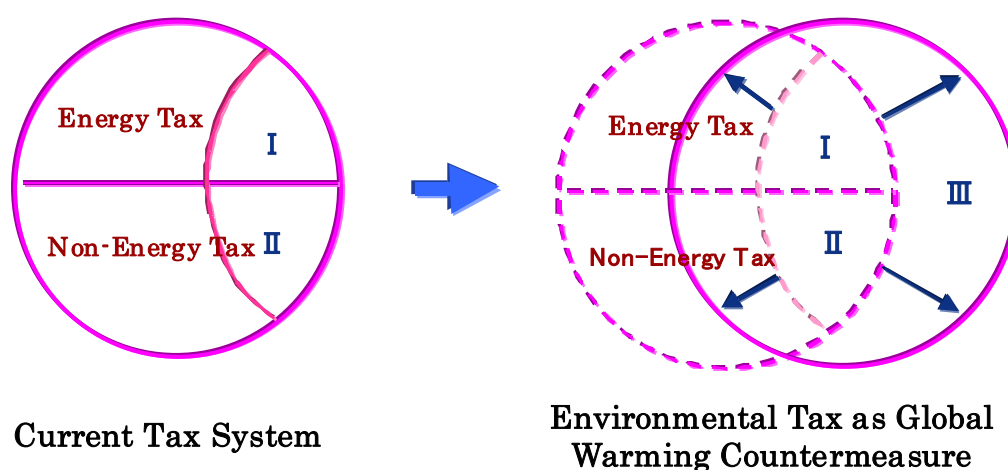 Energy Tax
Ⅰ
Non-Energy Tax
Ⅱ
Current Tax System
Energy Tax
Ⅰ
Ⅲ
Ⅱ
Non-Energy Tax
Environmental Tax as Global
Warming Countermeasure